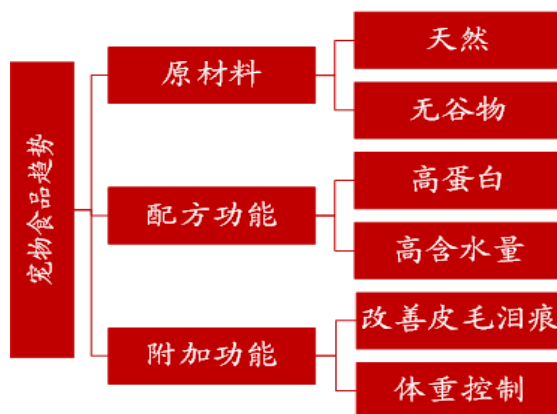 宠物食品趋势
原材料
天然
无谷物
配方功能
高蛋白
高含水量
附加功能
改善皮毛泪痕
体重控制